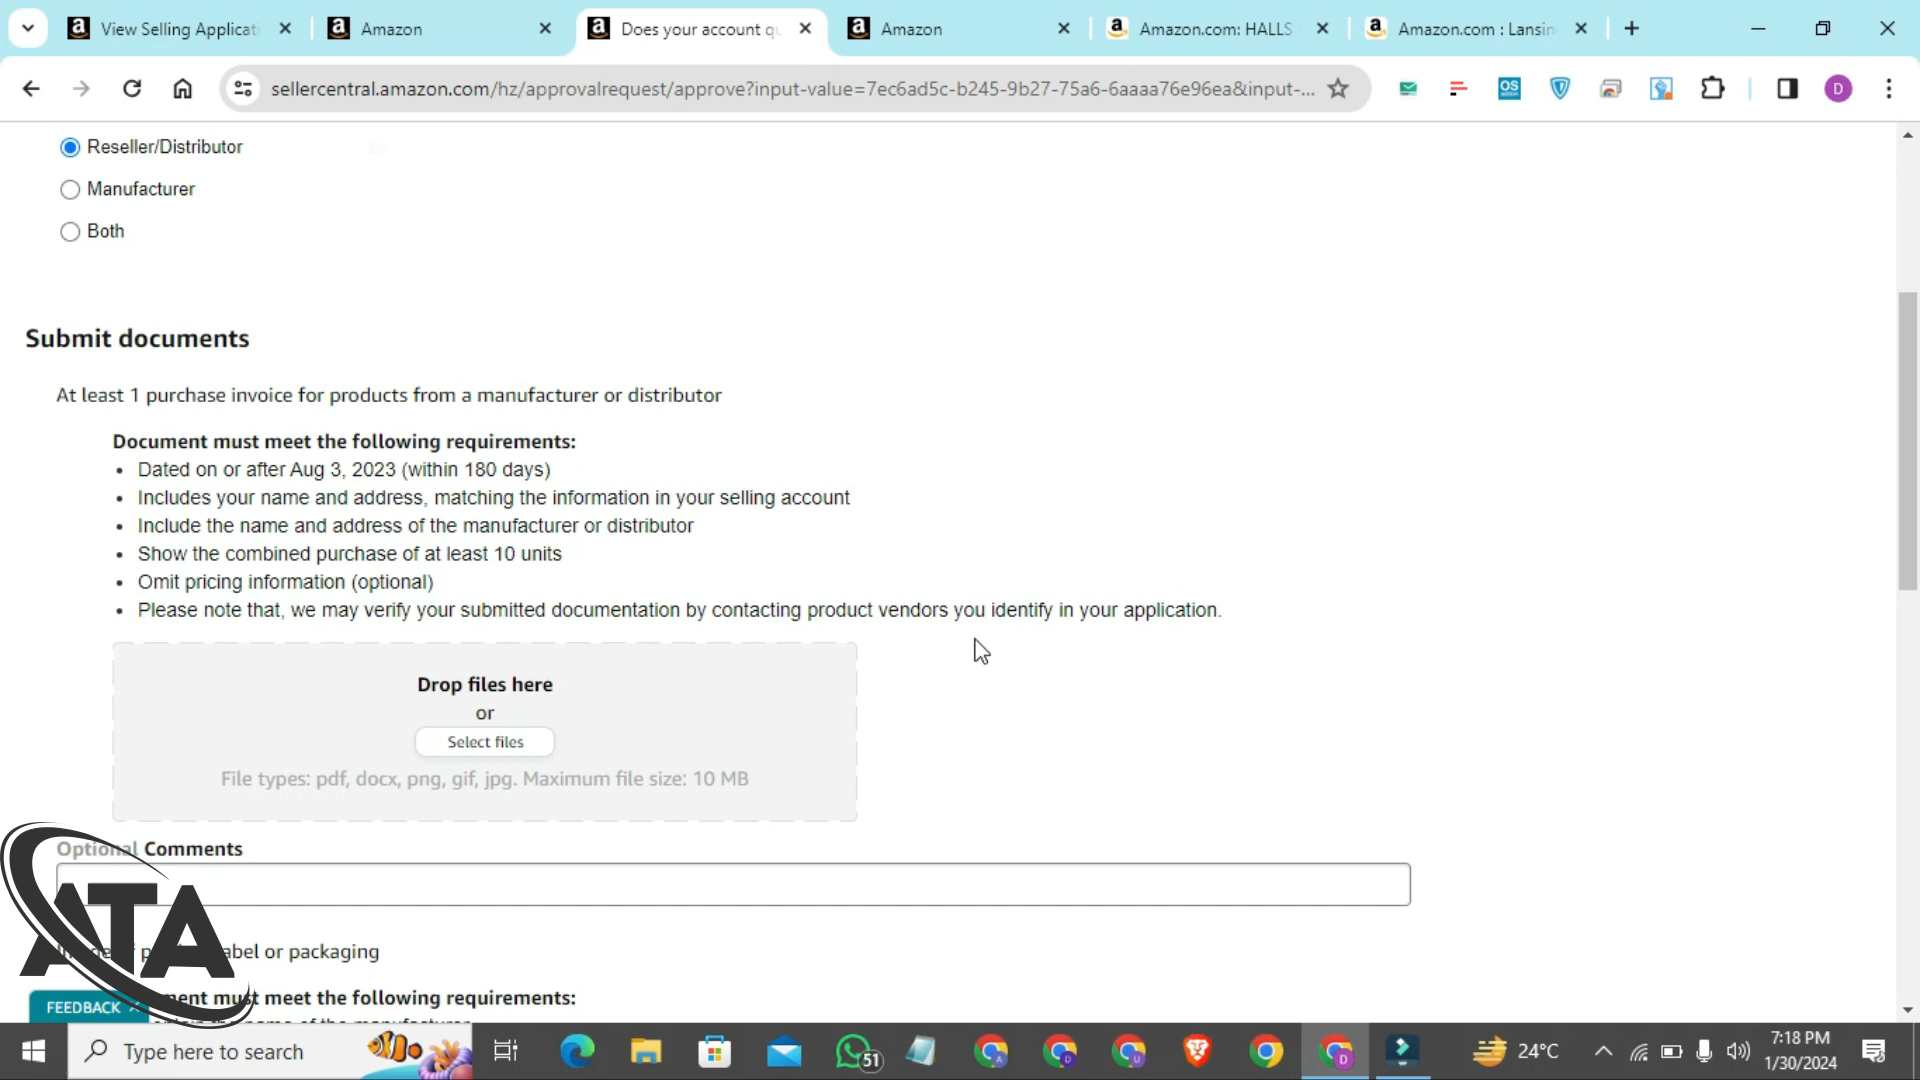 View Selling Applicati
Amazon
Does your account qu
Amazon
Amazon.com: HALLS
Amazon.com : Lansin
sellercentral.amazon.com/hz/approvalrequest/approve?input-value=7ec6ad5c-b245-9b27-75a6-6aaaa76e96ea&input-...
OS
D
Reseller/Distributor
Manufacturer
Both
Submit documents
At least 1 purchase invoice for products from a manufacturer or distributor
Document must meet the following requirements:
Dated on or after Aug 3, 2023 (within 180 days)
Includes your name and address, matching the information in your selling account
Include the name and address of the manufacturer or distributor
Show the combined purchase of at least 10 units
Omit pricing information (optional)
Please note that, we may verify your submitted documentation by contacting product vendors you identify in your application.
Drop files here
or
Select files
File types: pdf, docx, png, gif, jpg. Maximum file size: 10 MB
Optional Comments
ATA
label or packaging
must meet the following requirements:
FEEDBACK
Type here to search
51
24°C
7:18 PM
1/30/2024